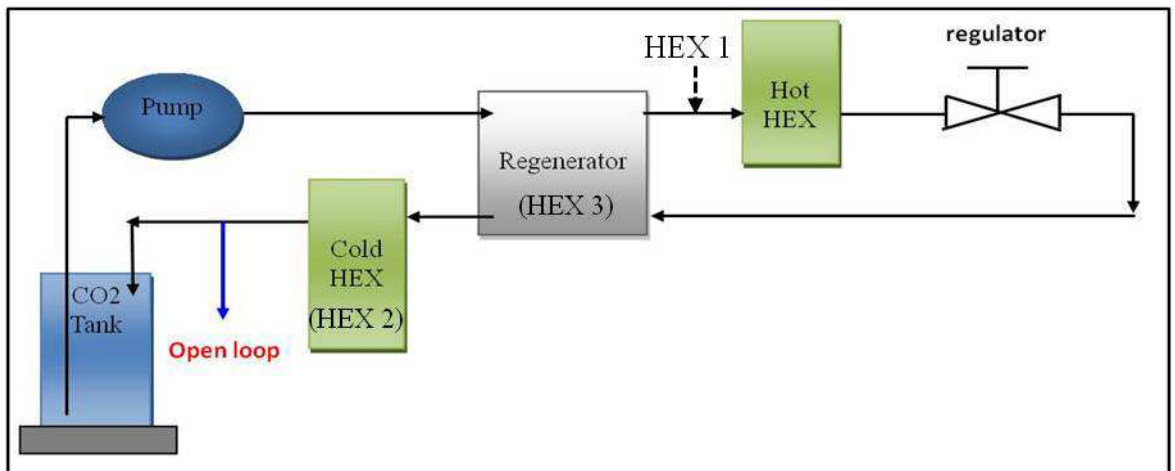 HEX 1
regulator
Pump
Hot
HEX
Regenerator
(HEX 3)
Cold
HEX
(HEX 2)
CO2
Tank
Open loop